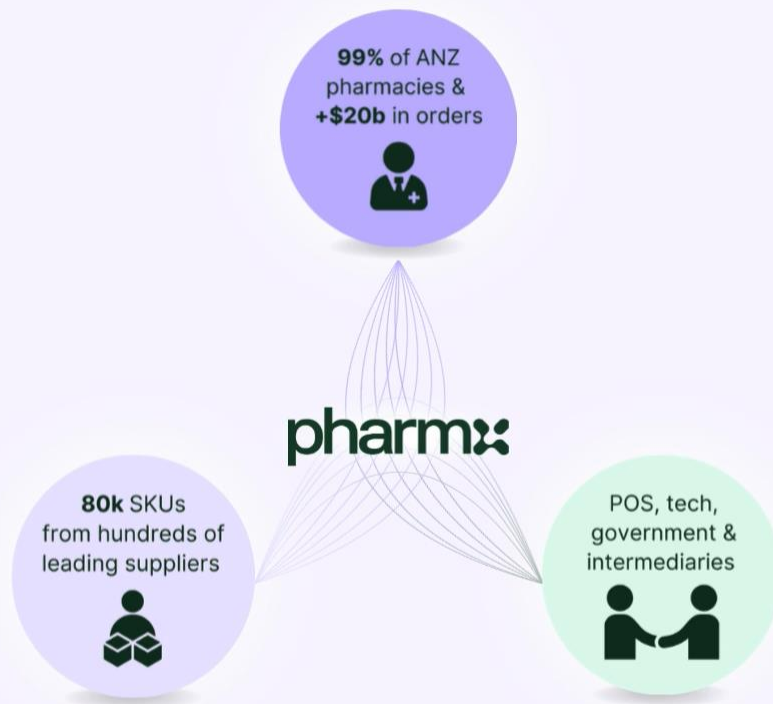 99% of ANZ
pharmacies &
+$20b in orders
pharmx
80k SKUs
from hundreds of
leading suppliers
POS, tech,
government &
intermediaries